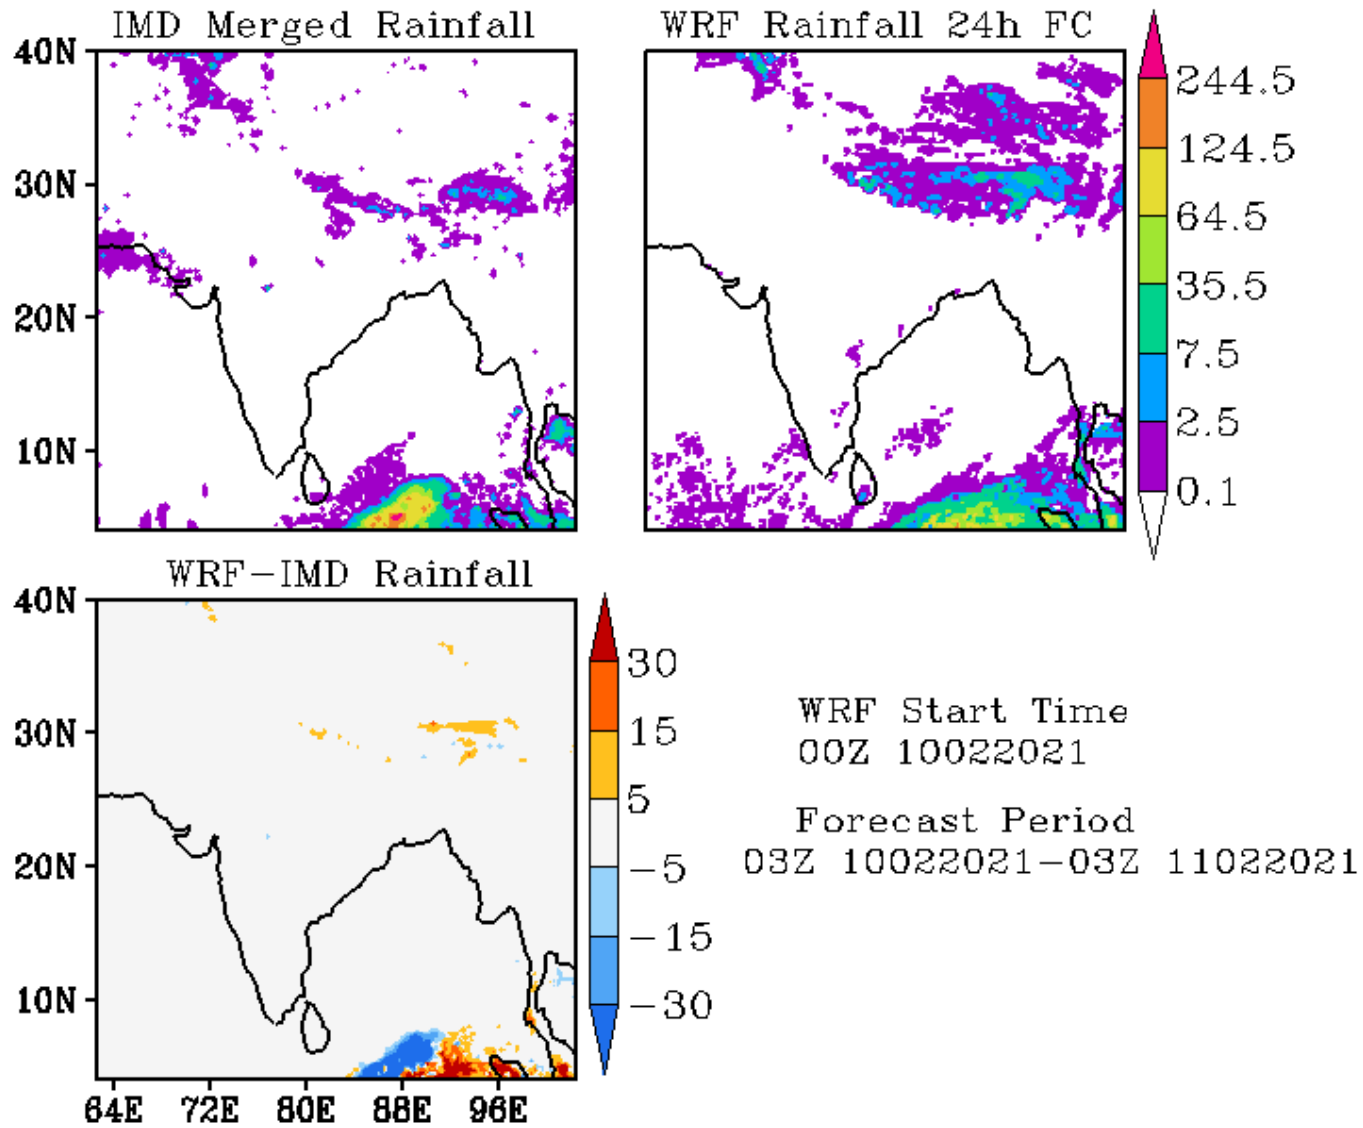 IMD Merged Rainfall
WRF Rainfall 24h FC
40N
30N
20N
10N
244.5
124.5
64.5
35.5
7.5
2.5
0.1
WRF-IMD Rainfall
40N
30N
20N
10N
64E 72E 80E 88E 96E
30
15
5
-5
-15
-30
WRF Start Time
00Z 10022021
Forecast Period
03Z 10022021-03Z 11022021